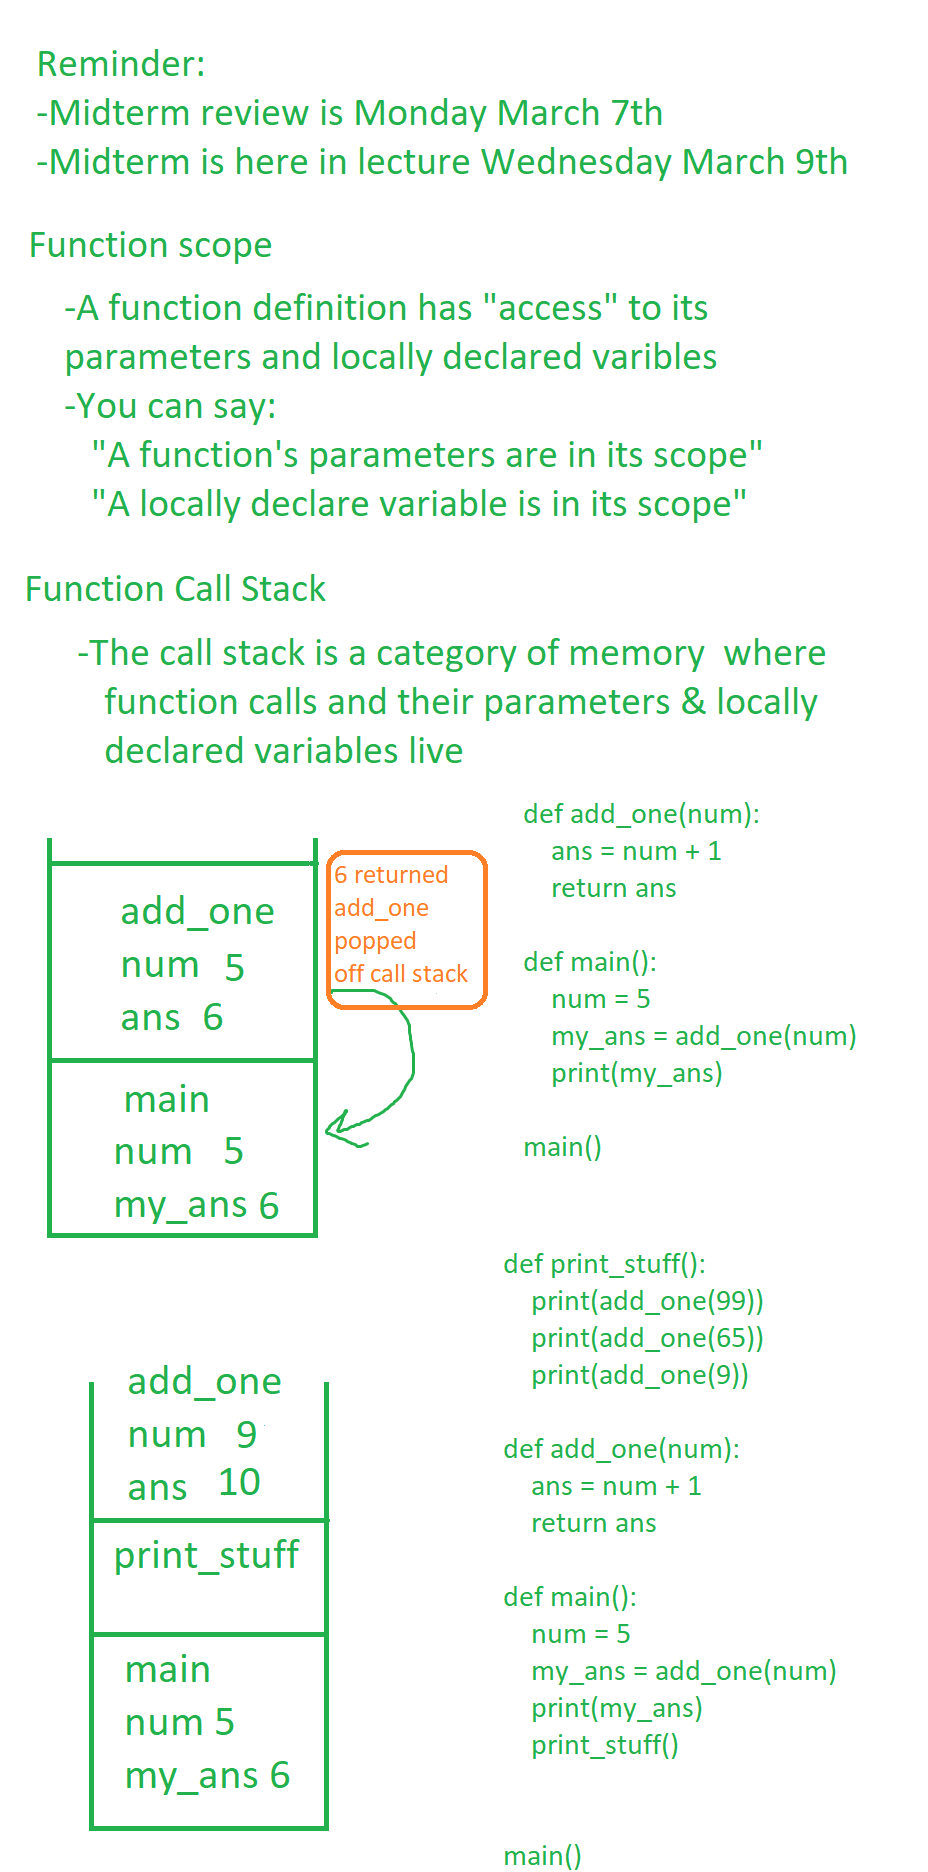 Reminder:
-Midterm review is Monday March 7th
-Midterm is here in lecture Wednesday March 9th
Function scope
-A function definition has "access" to its
parameters and locally declared varibles
-You can say:
"A function's parameters are in its scope"
"A locally declare variable is in its scope"
Function Call Stack
-The call stack is a category of memory  where
function calls and their parameters & locally
declared variables live
add_one
num 5
ans 6
main
num 5
my_ans 6
6 returned
add_one
popped
off call stack
def add_one(num):
ans = num + 1
return ans
def main():
num = 5
my_ans = add_one(num)
print(my_ans)
main()
add_one
num 9
ans 10
print_stuff
main
num 5
my_ans 6
def print_stuff():
print(add_one(99))
print(add_one(65))
print(add_one(9))
def add_one(num):
ans = num + 1
return ans
def main():
num = 5
my_ans = add_one(num)
print(my_ans)
print_stuff()
main()